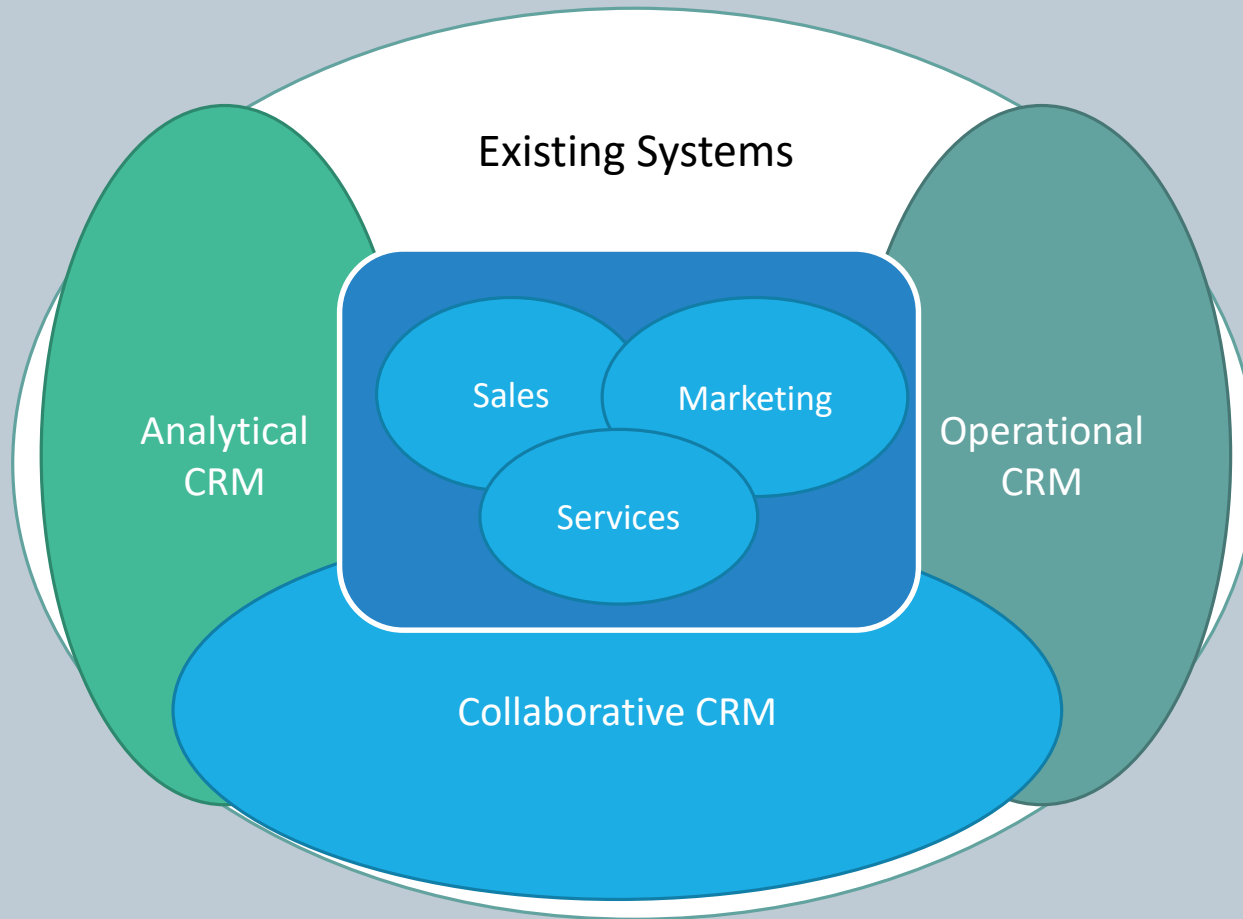 Existing Systems
Sales
Marketing
Analytical
CRM
Operational
CRM
Services
Collaborative CRM